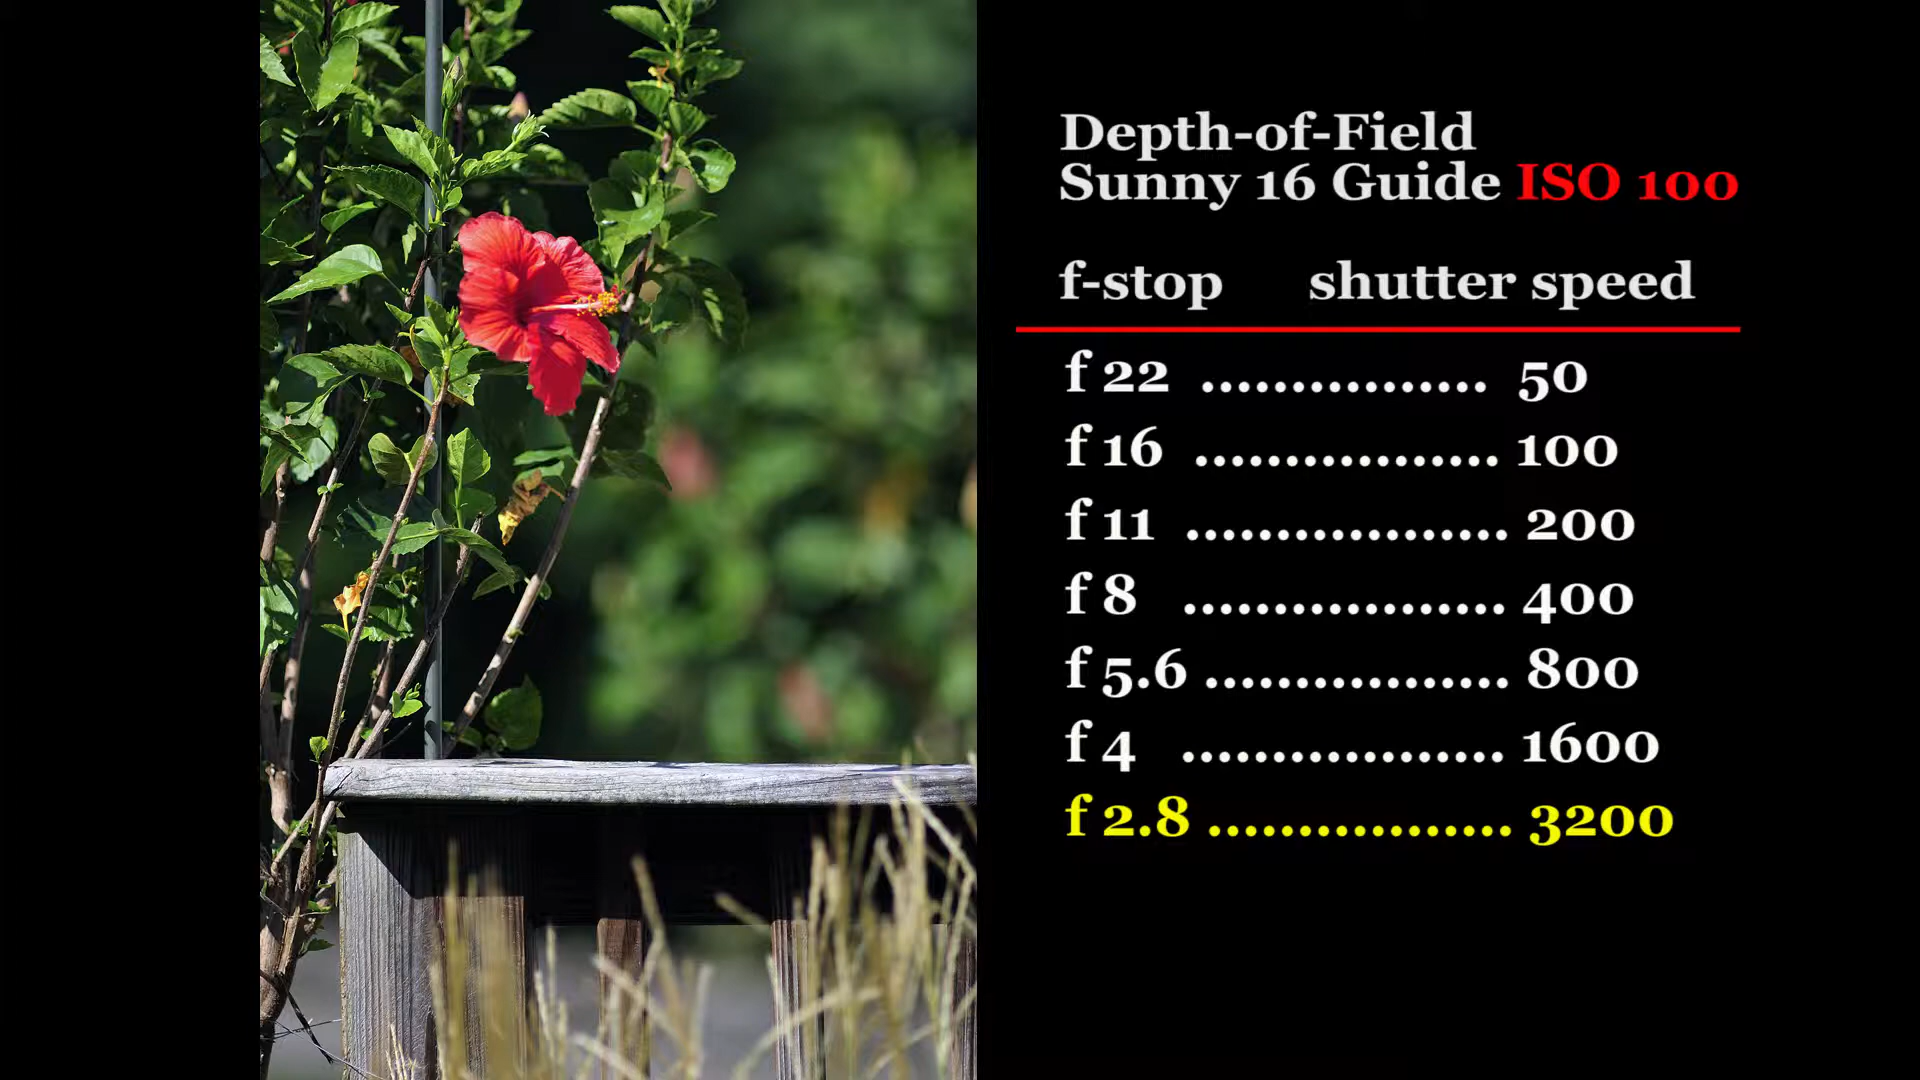 Depth-of-Field
Sunny 16 Guide ISO 100
f-stop shutter speed
f 22 ................ 50
f 16 ................. 100
f 11 .................. 200
f 8 .................. 400
f 5.6 ................. 800
f 4 .................. 1600
f 2.8 ................. 3200